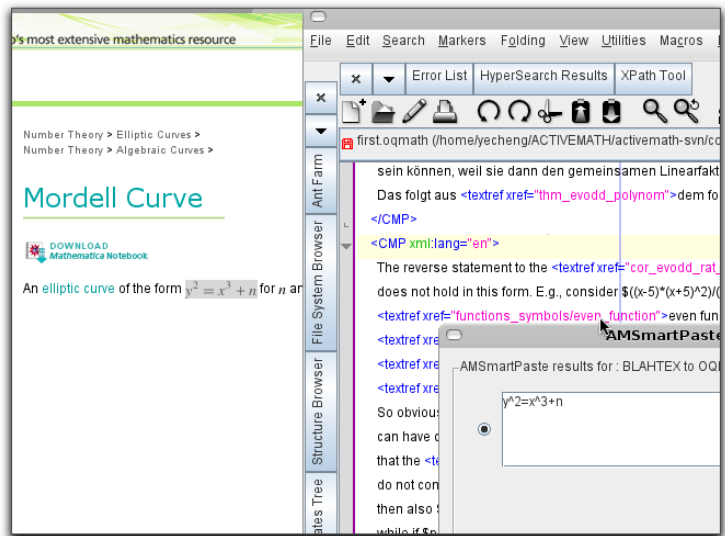 's most extensive mathematics resource
Number Theory > Elliptic Curves >
Number Theory > Algebraic Curves >
Mordell Curve
DOWNLOAD
Mathematica Notebook
An elliptic curve of the form y² = x³ + n for n
File Edit Search Markers Folding View Utilities Macros
Error List HyperSearch Results XPath Tool
first.oqmath (/home/yecheng/ACTIVEMATH/activemath-svn/co
Ant Farm
File System Browser
Structure Browser
ates Tree
sein können, weil sie dann den gemeinsamen Linearfakt
Das folgt aus <textref xref="thm_evodd_polynom">dem fo
</CMP>
<CMP xml:lang="en">
The reverse statement to the <textref xref="cor_evodd_rat_
does not hold in this form. E.g., consider $((x-5)*(x+5)^2)/(
<textref xref="functions_symbols/even_function">even fun
<textref xre
<textref xre
<textref xre
So obviou
can have
that the <te
do not con
then also
while if $n
AMSmartPaste
AMSmartPaste results for : BLAHTEX to OQ
y^2=x^3+n